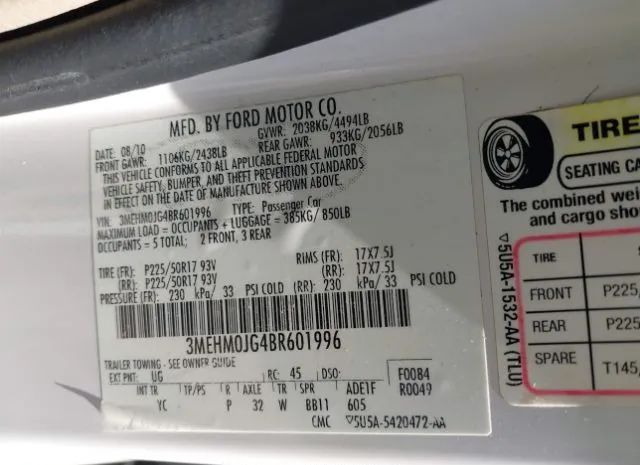 MFD. BY FORD MOTOR CO.
DATE: 08/10 GVWR: 2038KG/4494LB
FRONT GAWR: 1106KG/2438LB REAR GAWR: 933KG/2056LB
THIS VEHICLE CONFORMS TO ALL APPLICABLE FEDERAL MOTOR
VEHICLE SAFETY, BUMPER, AND THEFT PREVENTION STANDARDS
IN EFFECT ON THE DATE OF MANUFACTURE SHOWN ABOVE.
VIN: 3MEHM0JG4BR601996 TYPE: Passenger Car
MAXIMUM LOAD = OCCUPANTS + LUGGAGE = 385KG/ 850LB
OCCUPANTS = 5 TOTAL; 2 FRONT, 3 REAR
TIRE (FR): P225/50R17 93V RIMS (FR): 17X7.5J
(RR): P225/50R17 93V (RR): 17X7.5J
PRESSURE (FR): 230 kPa/ 33 PSI COLD (RR): 230 kPa/ 33 PSI COLD
3MEHM0JG4BR601996
TRAILER TOWING - SEE OWNER GUIDE
EXT PNT: UG RC: 45 DSO: F0084
INT TR TP/PS R AXLE TR SPR ADE1F R0049
YC P 32 W BB11 605
CMC ▽5U5A-5420472-AA
▽5U5A-1532-AA (TLU)
TIRE
SEATING CA
The combined wei
and cargo sho
TIRE S
FRONT P225,
REAR P225
SPARE T145,